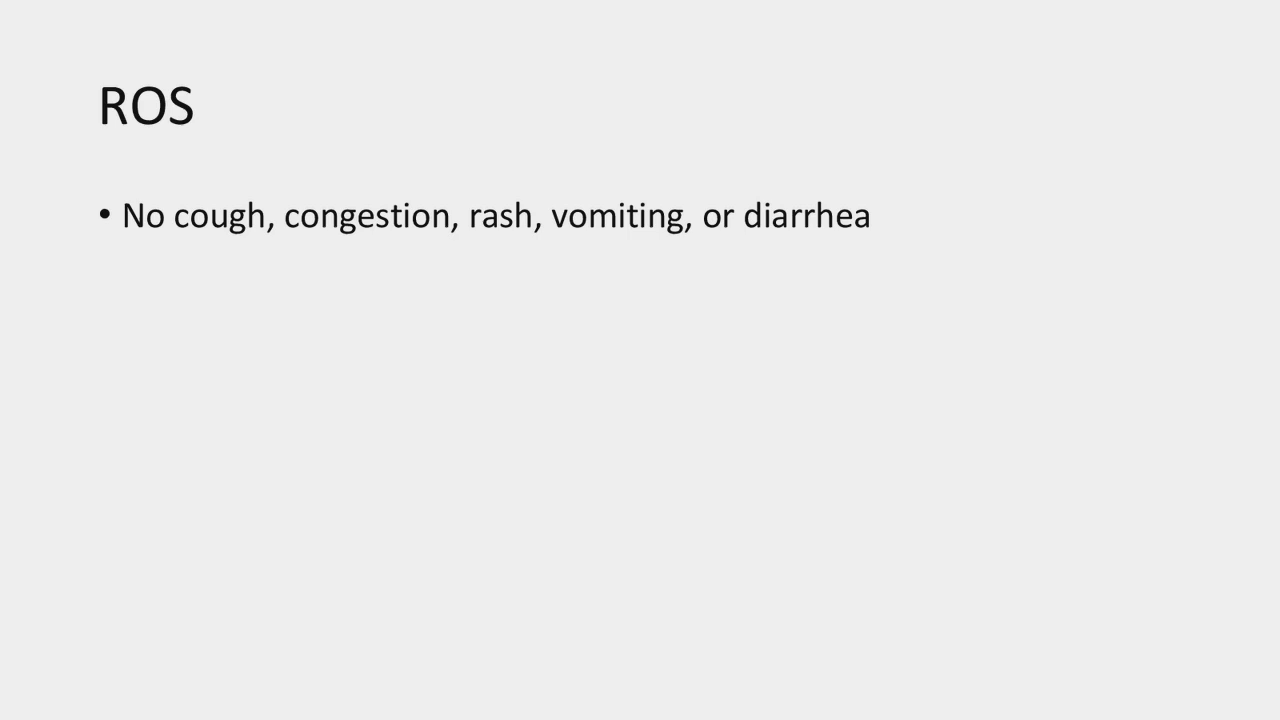 ROS
• No cough, congestion, rash, vomiting, or diarrhea